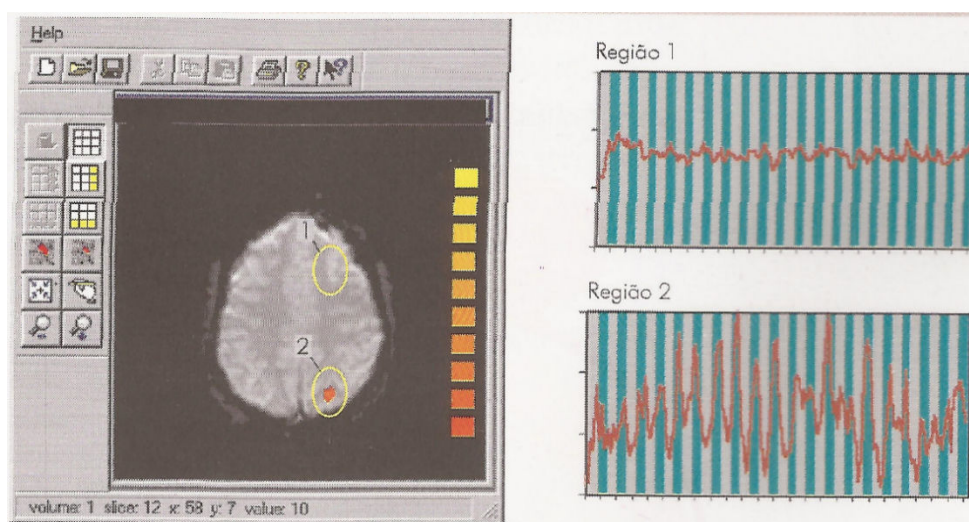 Help
Região 1
1
2
Região 2
volume: 1 slice: 12 x: 58 y: 7 value: 10